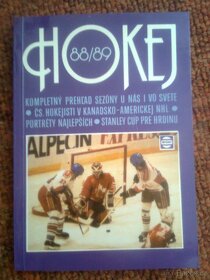 HOKEJ
88/89
KOMPLETNÝ PREHĽAD SEZÓNY U NÁS I VO SVETE
• ČS. HOKEJISTI V KANADSKO-AMERICKEJ NHL •
PORTRÉTY NAJLEPŠÍCH • STANLEY CUP PRE HRDINU
ALPECIN